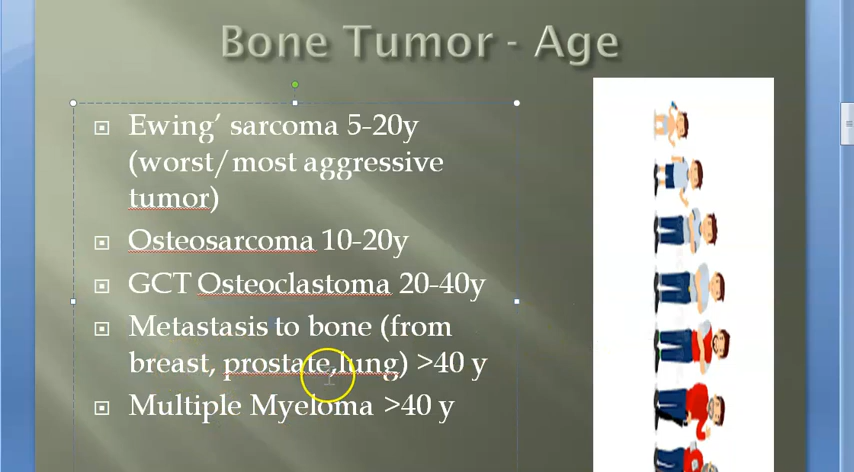 Bone Tumor - Age
Ewing’ sarcoma 5-20y
(worst/most aggressive
tumor)
Osteosarcoma 10-20y
GCT Osteoclastoma 20-40y
Metastasis to bone (from
breast, prostate,lung) >40 y
Multiple Myeloma >40 y